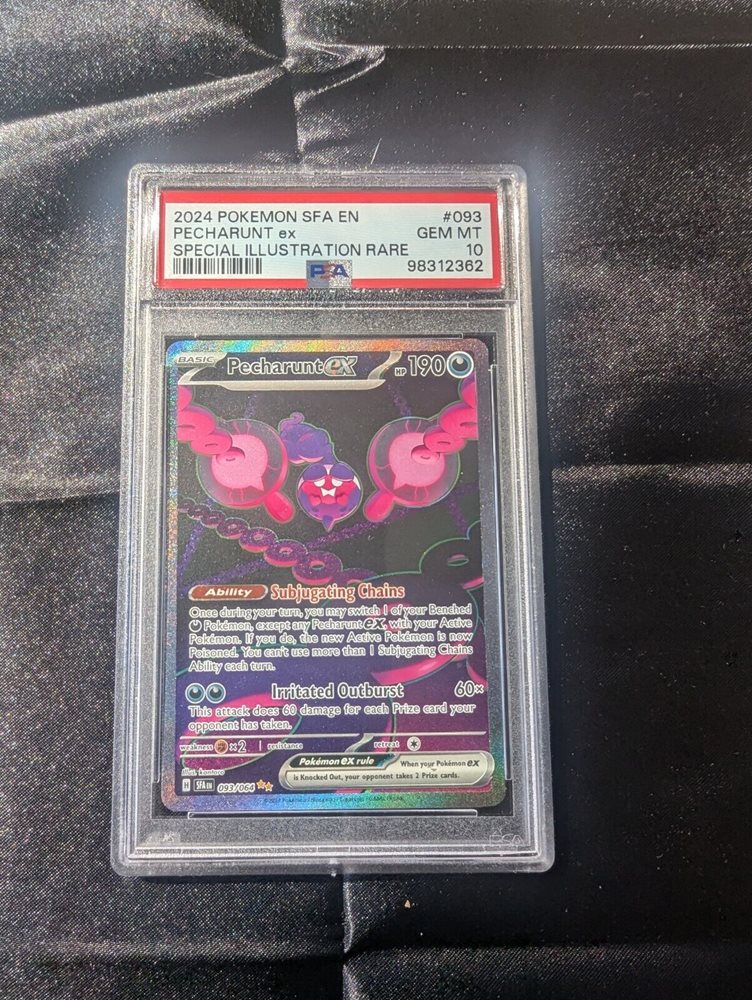 2024 POKEMON SFA EN #093
PECHARUNT ex GEM MT
SPECIAL ILLUSTRATION RARE 10
PSA 98312362
BASIC Pecharunt ex HP 190
Ability Subjugating Chains
Once during your turn, you may switch 1 of your Benched
Pokémon, except any Pecharunt ex, with your Active
Pokémon. If you do, the new Active Pokémon is now
Poisoned. You can't use more than 1 Subjugating Chains
Ability each turn.
Irritated Outburst 60×
This attack does 60 damage for each Prize card your
opponent has taken.
weakness ×2 resistance retreat
Pokémon ex rule When your Pokémon ex
is Knocked Out, your opponent takes 2 Prize cards.
Illus.
H SFA EN 093/064